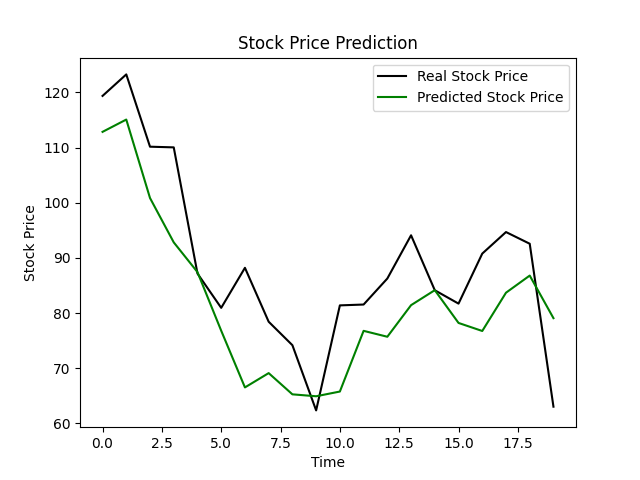 Stock Price Prediction
Real Stock Price
Predicted Stock Price
Stock Price
120
110
100
90
80
70
60
0.0 2.5 5.0 7.5 10.0 12.5 15.0 17.5
Time